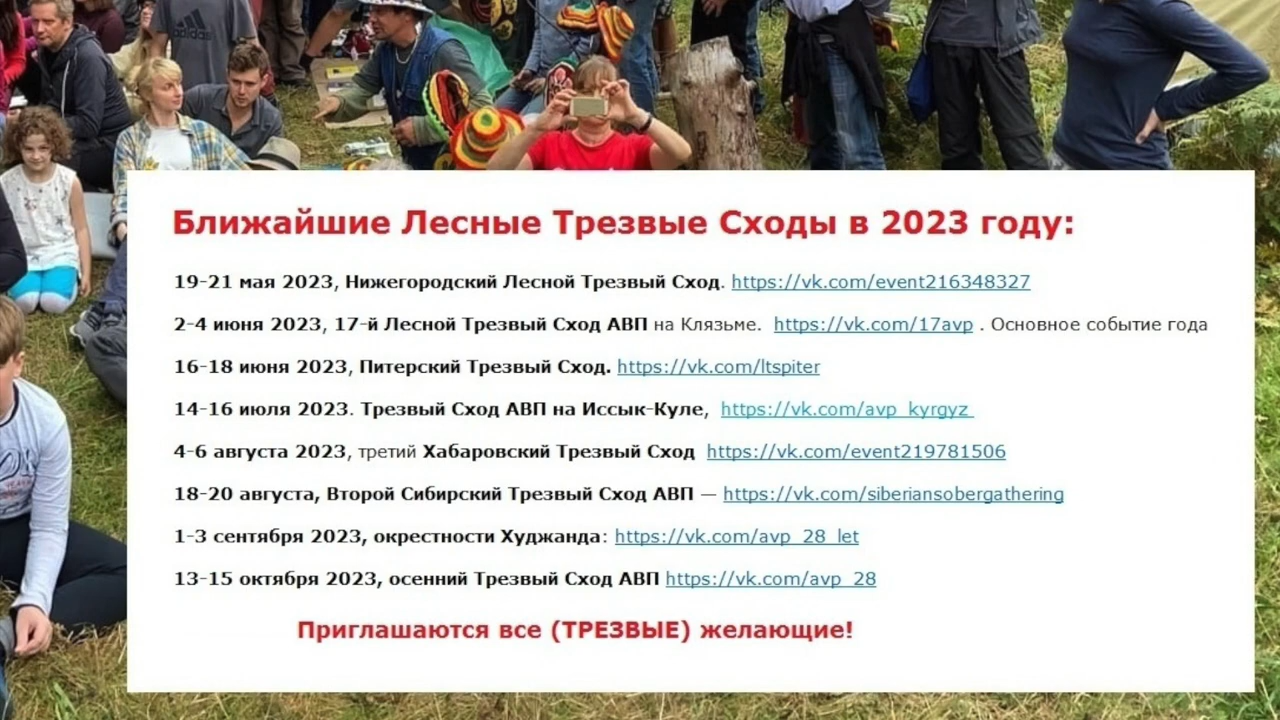 adidas
Ближайшие Лесные Трезвые Сходы в 2023 году:
19-21 мая 2023, Нижегородский Лесной Трезвый Сход. https://vk.com/event216348327
2-4 июня 2023, 17-й Лесной Трезвый Сход АВП на Клязьме. https://vk.com/17avp . Основное событие года
16-18 июня 2023, Питерский Трезвый Сход. https://vk.com/ltspiter
14-16 июля 2023. Трезвый Сход АВП на Иссык-Куле, https://vk.com/avp_kyrgyz
4-6 августа 2023, третий Хабаровский Трезвый Сход https://vk.com/event219781506
18-20 августа, Второй Сибирский Трезвый Сход АВП — https://vk.com/siberiansobergathering
1-3 сентября 2023, окрестности Худжанда: https://vk.com/avp_28_let
13-15 октября 2023, осенний Трезвый Сход АВП https://vk.com/avp_28
Приглашаются все (ТРЕЗВЫЕ) желающие!